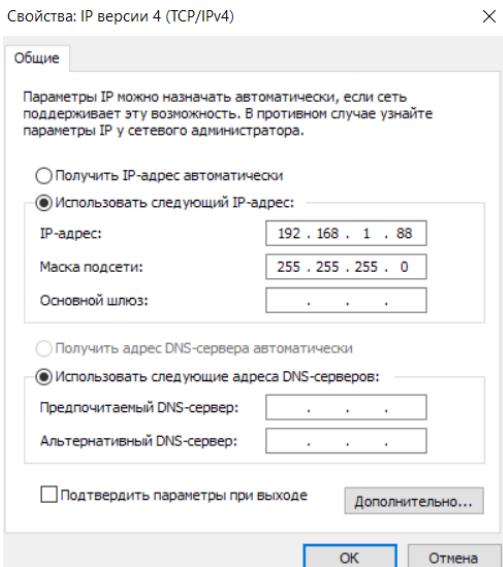 Свойства: IP версии 4 (TCP/IPv4)
Общие
Параметры IP можно назначать автоматически, если сеть
поддерживает эту возможность. В противном случае узнайте
параметры IP у сетевого администратора.
Получить IP-адрес автоматически
Использовать следующий IP-адрес:
IP-адрес: 192 . 168 . 1 . 88
Маска подсети: 255 . 255 . 255 . 0
Основной шлюз: . . .
Получить адрес DNS-сервера автоматически
Использовать следующие адреса DNS-серверов:
Предпочитаемый DNS-сервер: . . .
Альтернативный DNS-сервер: . . .
Подтвердить параметры при выходе Дополнительно...
ОК Отмена